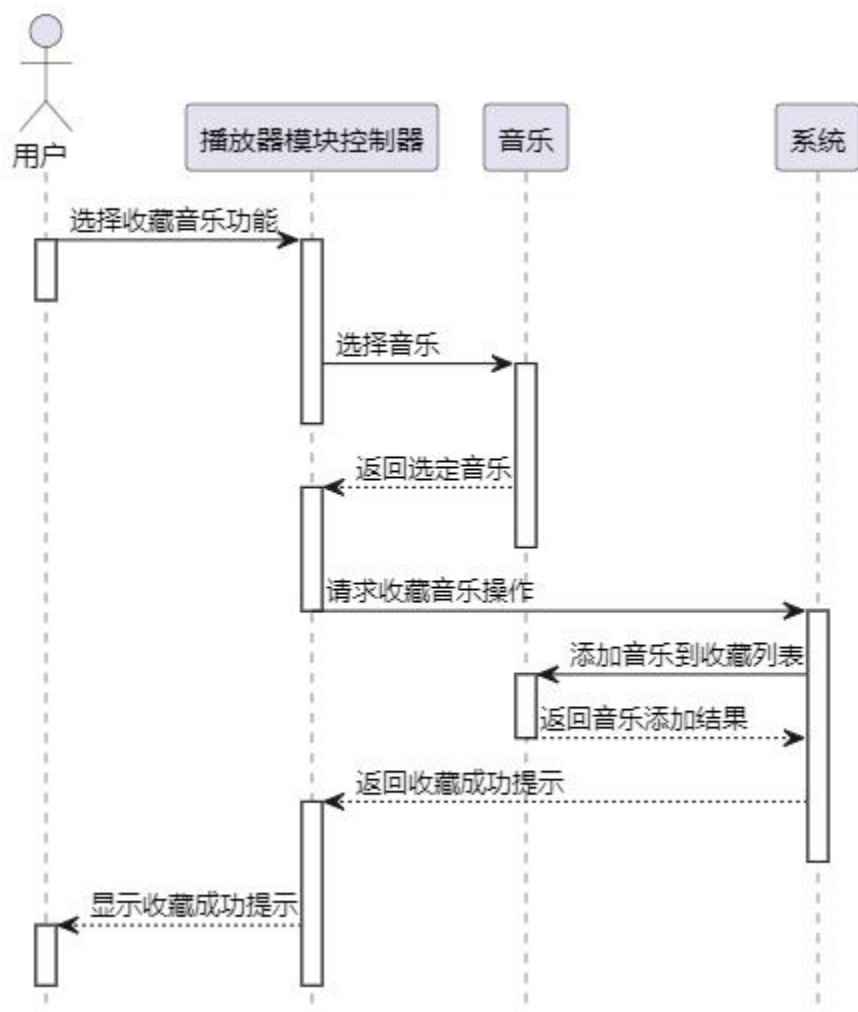 用户
播放器模块控制器
音乐
系统
选择收藏音乐功能
选择音乐
返回选定音乐
请求收藏音乐操作
添加音乐到收藏列表
返回音乐添加结果
返回收藏成功提示
显示收藏成功提示